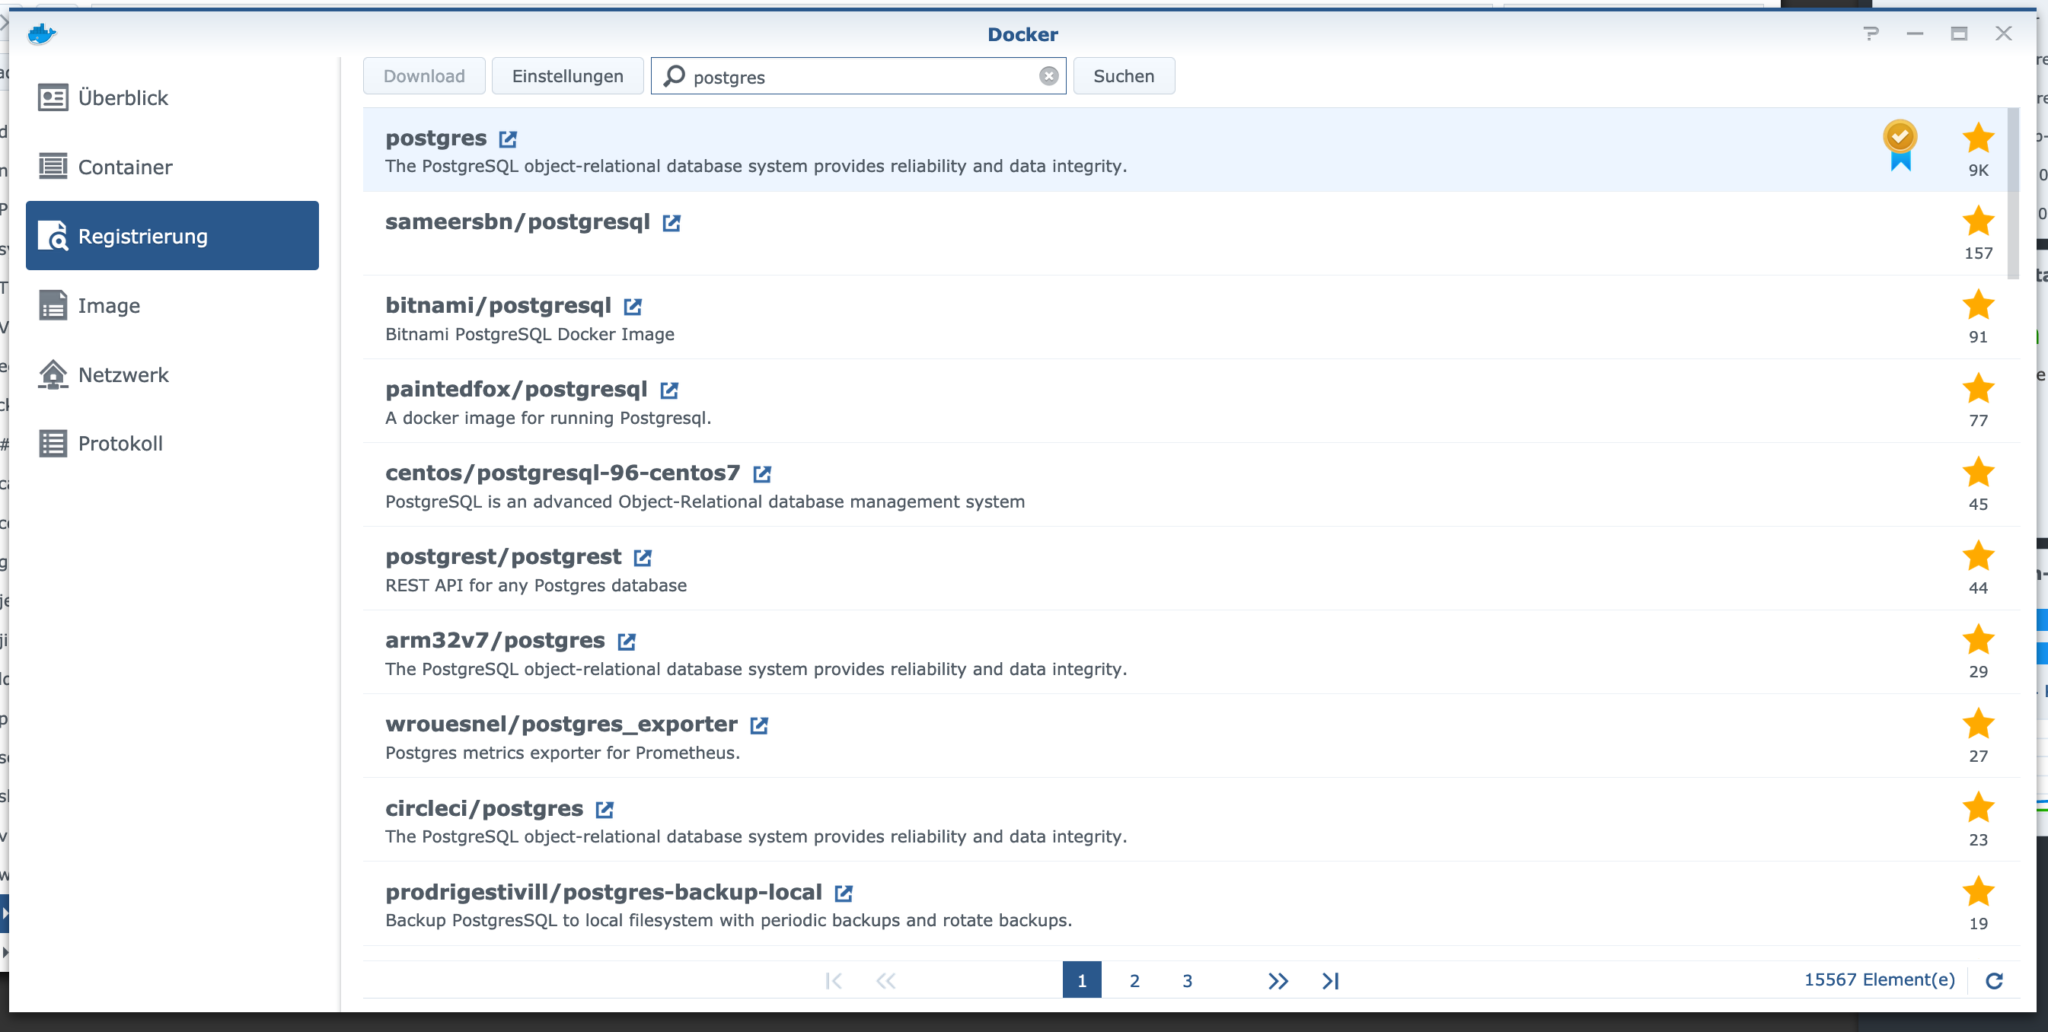 Docker
Überblick
Container
Registrierung
Image
Netzwerk
Protokoll
Download
Einstellungen
postgres
Suchen
postgres
The PostgreSQL object-relational database system provides reliability and data integrity.
9K
sameersbn/postgresql
157
bitnami/postgresql
Bitnami PostgreSQL Docker Image
91
paintedfox/postgresql
A docker image for running Postgresql.
77
centos/postgresql-96-centos7
PostgreSQL is an advanced Object-Relational database management system
45
postgrest/postgrest
REST API for any Postgres database
44
arm32v7/postgres
The PostgreSQL object-relational database system provides reliability and data integrity.
29
wrouesnel/postgres_exporter
Postgres metrics exporter for Prometheus.
27
circleci/postgres
The PostgreSQL object-relational database system provides reliability and data integrity.
23
prodrigestivill/postgres-backup-local
Backup PostgresSQL to local filesystem with periodic backups and rotate backups.
19
1 2 3
15567 Element(e)